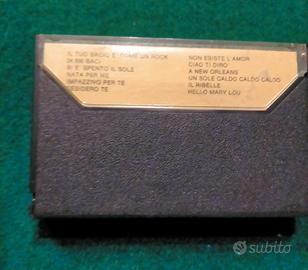 IL TUO BACIO E' COME UN ROCK
24.000 BACI
SI E' SPENTO IL SOLE
NATA PER ME
IMPAZZIVO PER TE
DESIDERO TE
NON ESISTE L'AMOR
CIAO TI DIRO'
A NEW ORLEANS
UN SOLE CALDO CALDO CALDO
IL RIBELLE
HELLO MARY LOU
subito